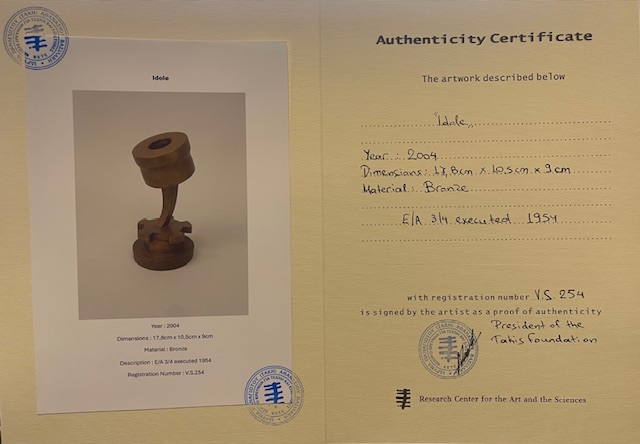 Idole
Year : 2004
Dimensions : 17,8cm x 10,5cm x 9cm
Material : Bronze
Description : E/A 3/4 executed 1954
Registration Number : V.S.254
Authenticity Certificate
The artwork described below
"Idole„
Year : 2004
Dimensions : 17,8cm x 10,5cm x 9cm
Material : Bronze
E/A 3/4 executed 1954
with registration number V.S. 254
is signed by the artist as a proof of authenticity
President of the
Takis Foundation
Research Center for the Art and the Sciences